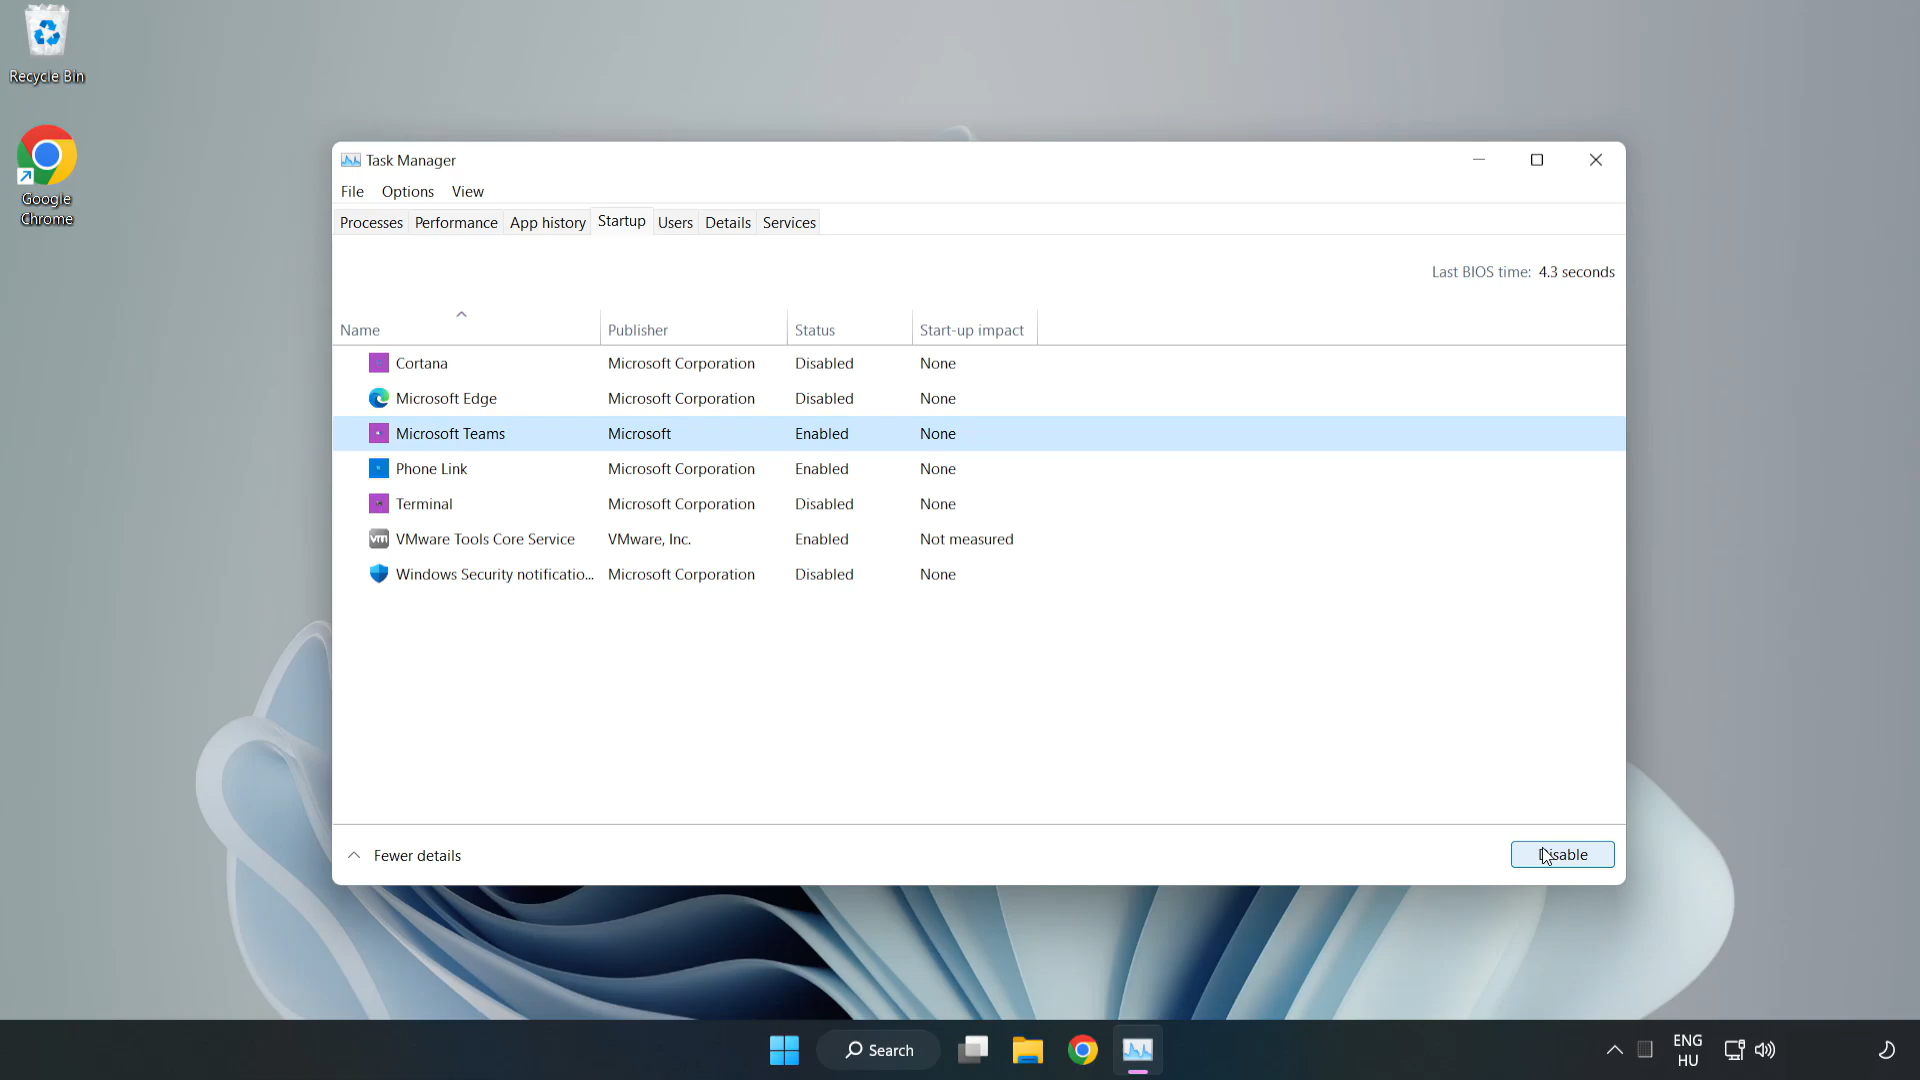 Recycle Bin
Google
Chrome
Task Manager
File Options View
Processes Performance App history Startup Users Details Services
Last BIOS time: 4.3 seconds
Name Publisher Status Start-up impact
Cortana Microsoft Corporation Disabled None
Microsoft Edge Microsoft Corporation Disabled None
Microsoft Teams Microsoft Enabled None
Phone Link Microsoft Corporation Enabled None
Terminal Microsoft Corporation Disabled None
vm VMware Tools Core Service VMware, Inc. Enabled Not measured
Windows Security notificatio... Microsoft Corporation Disabled None
Fewer details
Disable
Search
ENG
HU